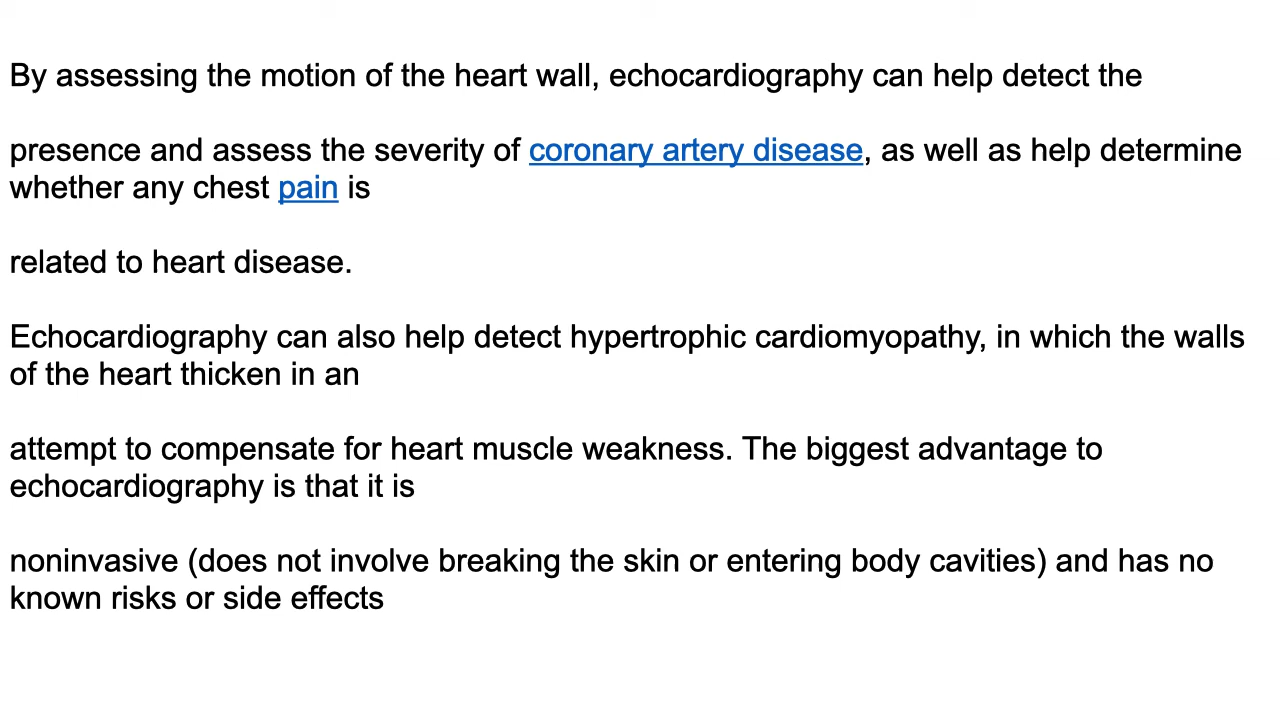 By assessing the motion of the heart wall, echocardiography can help detect the
presence and assess the severity of coronary artery disease, as well as help determine
whether any chest pain is
related to heart disease.
Echocardiography can also help detect hypertrophic cardiomyopathy, in which the walls
of the heart thicken in an
attempt to compensate for heart muscle weakness. The biggest advantage to
echocardiography is that it is
noninvasive (does not involve breaking the skin or entering body cavities) and has no
known risks or side effects